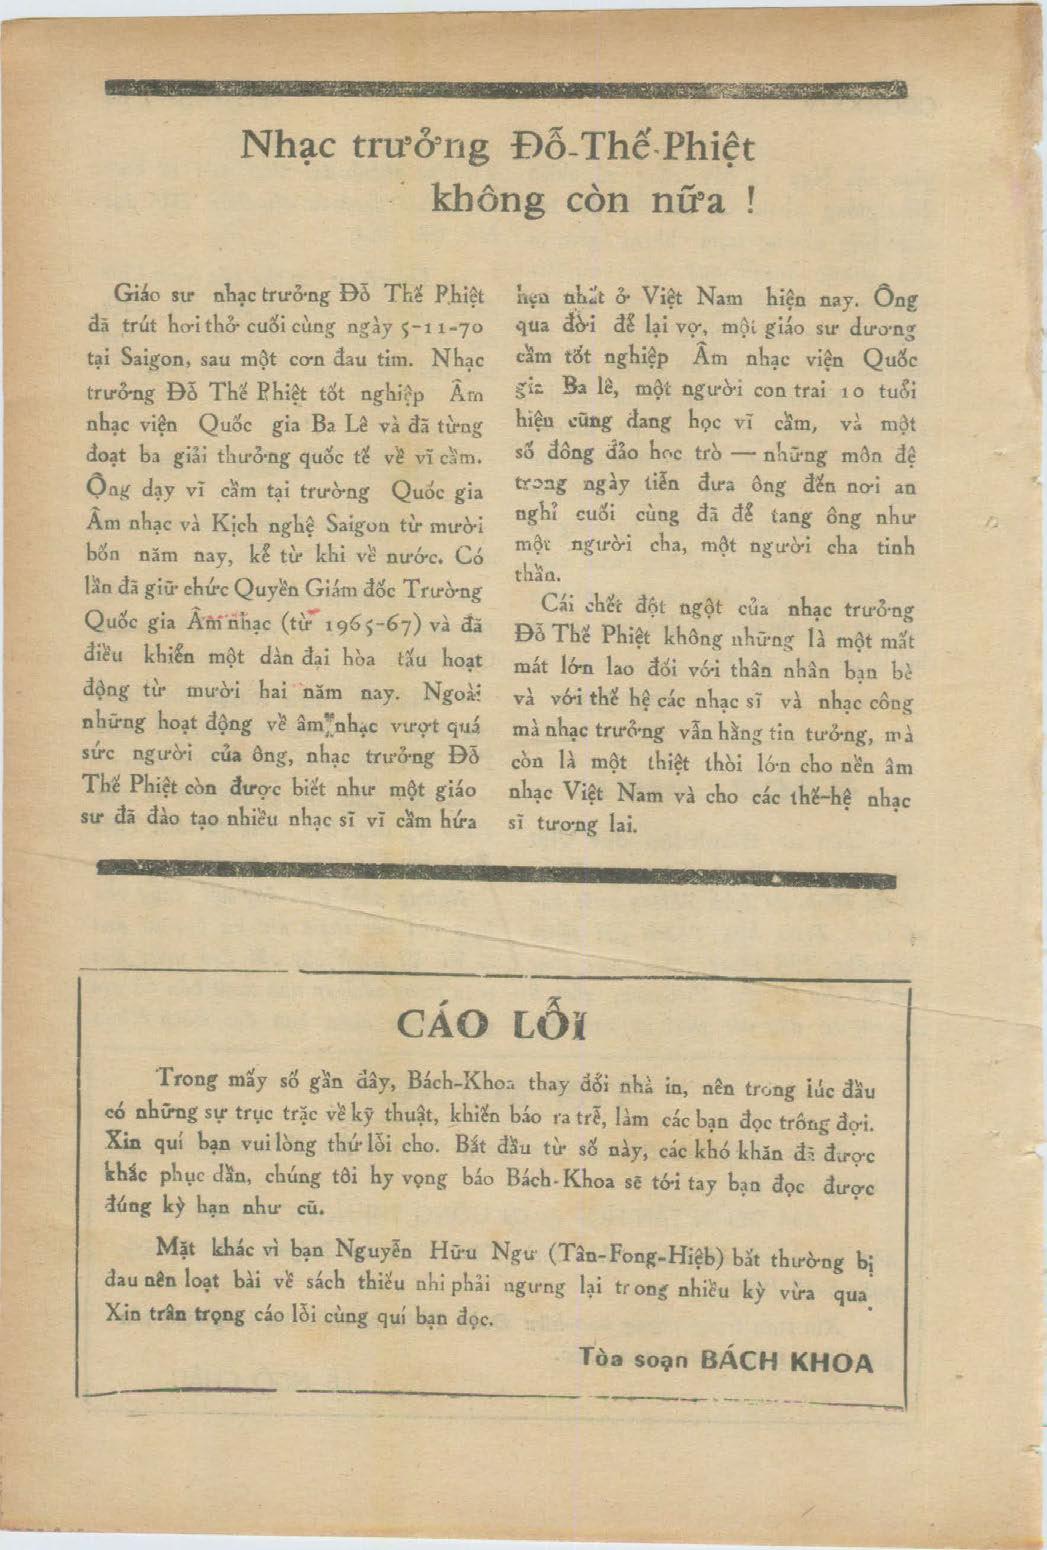 Nhạc trưởng Đỗ-Thế-Phiệt
không còn nữa !
Giáo sư nhạc trưởng Đỗ Thế Phiệt
đã trút hơi thở cuối cùng ngày 5-11-70
tại Saigon, sau một cơn đau tim. Nhạc
trưởng Đỗ Thế Phiệt tốt nghiệp Âm
nhạc viện Quốc gia Ba Lê và đã từng
đoạt ba giải thưởng quốc tế về vĩ cầm.
Ông dạy vĩ cầm tại trường Quốc gia
Âm nhạc và Kịch nghệ Saigon từ mười
bốn năm nay, kể từ khi về nước. Có
lần đã giữ chức Quyền Giám đốc Trường
Quốc gia Âm nhạc (từ 1965-67) và đã
điều khiển một dàn đại hòa tấu hoạt
động từ mười hai năm nay. Ngoài
những hoạt động về âm nhạc vượt quá
sức người của ông, nhạc trưởng Đỗ
Thế Phiệt còn được biết như một giáo
sư đã đào tạo nhiều nhạc sĩ vĩ cầm hứa
hẹn nhất ở Việt Nam hiện nay. Ông
qua đời để lại vợ, một giáo sư dương
cầm tốt nghiệp Âm nhạc viện Quốc
gia Ba lê, một người con trai 10 tuổi
hiện cũng đang học vĩ cầm, và một
số đông đảo học trò — những môn đệ
trong ngày tiễn đưa ông đến nơi an
nghỉ cuối cùng đã để tang ông như
một người cha, một người cha tinh
thần.
Cái chết đột ngột của nhạc trưởng
Đỗ Thế Phiệt không những là một mất
mát lớn lao đối với thân nhân bạn bè
và với thế hệ các nhạc sĩ và nhạc công
mà nhạc trưởng vẫn hằng tin tưởng, mà
còn là một thiệt thòi lớn cho nền âm
nhạc Việt Nam và cho các thế-hệ nhạc
sĩ tương lai.
CÁO LỖI
Trong mấy số gần đây, Bách-Khoa thay đổi nhà in, nên trong lúc đầu
có những sự trục trặc về kỹ thuật, khiến báo ra trễ, làm các bạn đọc trông đợi.
Xin quí bạn vui lòng thứ lỗi cho. Bắt đầu từ số này, các khó khăn đã được
khắc phục dần, chúng tôi hy vọng báo Bách-Khoa sẽ tới tay bạn đọc được
đúng kỳ hạn như cũ.
Mặt khác vì bạn Nguyễn Hữu Ngư (Tân-Fong-Hiệb) bất thường bị
đau nên loạt bài về sách thiếu nhi phải ngưng lại trong nhiều kỳ vừa qua.
Xin trân trọng cáo lỗi cùng quí bạn đọc.
Tòa soạn BÁCH KHOA